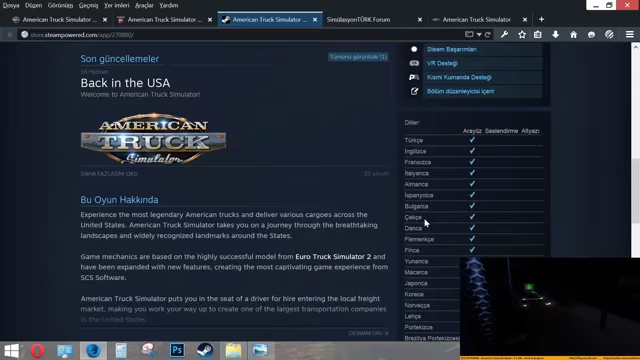 Dosya Düzen Görünüm Geçmiş Yer İmleri Araçlar Yardım
American Truck Simulator ...
American Truck Simulator ...
American Truck Simulator ...
SimülasyonTÜRK Forum
American Truck Simulator
store.steampowered.com/app/270880/
Son güncellemeler
Tümünü görüntüle (1)
Back in the USA
Welcome to American Truck Simulator!
AMERICAN
TRUCK
Simulator
DAHA FAZLASINI OKU
33 yorum
Bu Oyun Hakkında
Experience the most legendary American trucks and deliver various cargoes across the
United States. American Truck Simulator takes you on a journey through the breathtaking
landscapes and widely recognized landmarks around the States.
Game mechanics are based on the highly successful model from Euro Truck Simulator 2 and
have been expanded with new features, creating the most captivating game experience from
SCS Software.
American Truck Simulator puts you in the seat of a driver for hire entering the local freight
market, making you work your way up to create one of the largest transportation companies
in the United States.
DEVAMINI OKU
Steam Başarımları
VR Desteği
Kısmi Kumanda Desteği
Bölüm düzenleyicisi içerir
Diller:
Arayüz Seslendirme Altyazı
Türkçe
İngilizce
Fransızca
İtalyanca
Almanca
İspanyolca
Bulgarca
Çekçe
Danca
Flemenkçe
Fince
Yunanca
Macarca
Japonca
Korece
Norveççe
Lehçe
Portekizce
Brezilya Portekizcesi